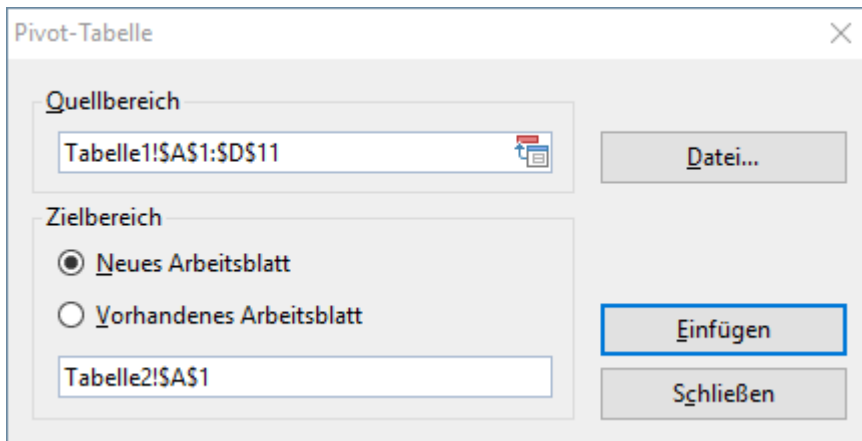 Pivot-Tabelle
Quellbereich
Tabelle1!$A$1:$D$11
Datei...
Zielbereich
Neues Arbeitsblatt
Vorhandenes Arbeitsblatt
Einfügen
Tabelle2!$A$1
Schließen